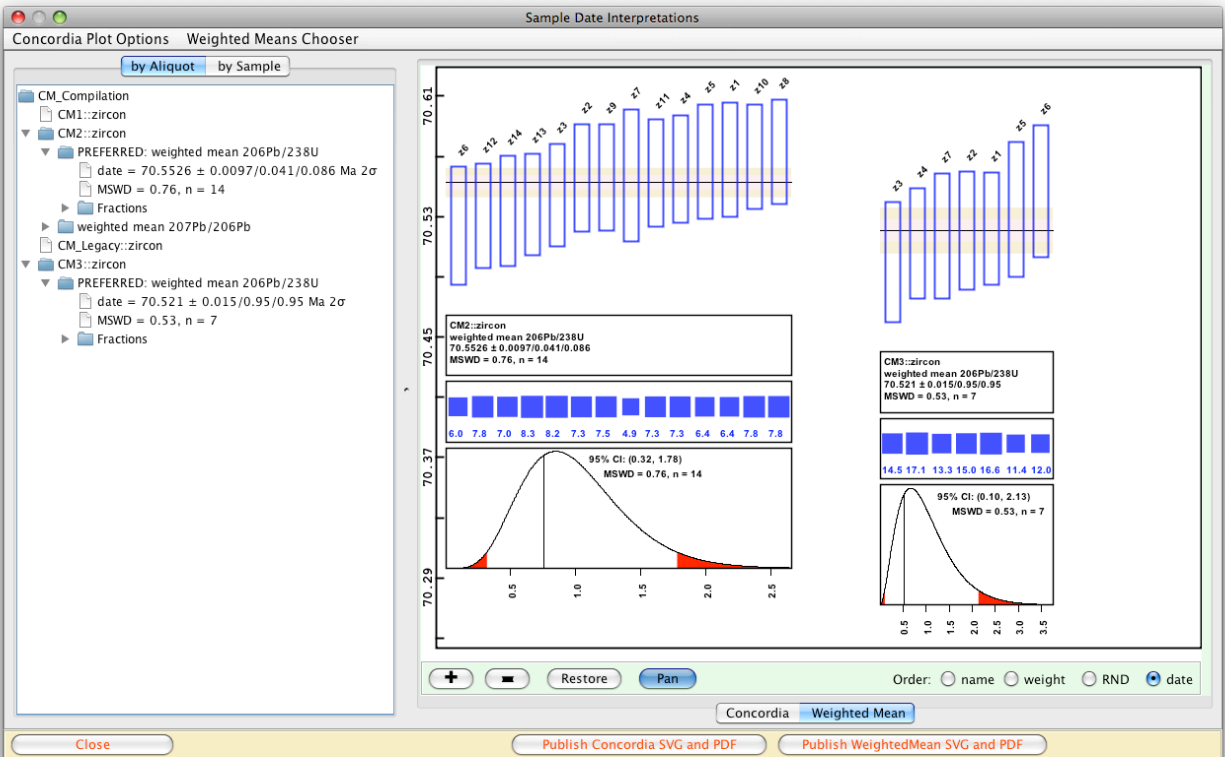 Sample Date Interpretations
Concordia Plot Options Weighted Means Chooser
by Aliquot by Sample
CM_Compilation
CM1::zircon
CM2::zircon
PREFERRED: weighted mean 206Pb/238U
date = 70.5526 ± 0.0097/0.041/0.086 Ma 2σ
MSWD = 0.76, n = 14
Fractions
weighted mean 207Pb/206Pb
CM_Legacy::zircon
CM3::zircon
PREFERRED: weighted mean 206Pb/238U
date = 70.521 ± 0.015/0.95/0.95 Ma 2σ
MSWD = 0.53, n = 7
Fractions
70.61
70.53
70.45
70.37
70.29
z6 z12 z14 z13 z3 z2 z9 z7 z11 z4 z5 z1 z10 z8
CM2::zircon
weighted mean 206Pb/238U
70.5526 ± 0.0097/0.041/0.086
MSWD = 0.76, n = 14
6.0 7.8 7.0 8.3 8.2 7.3 7.5 4.9 7.3 7.3 6.4 6.4 7.8 7.8
95% CI: (0.32, 1.78)
MSWD = 0.76, n = 14
0.5 1.0 1.5 2.0 2.5
z3 z4 z7 z2 z1 z5 z6
CM3::zircon
weighted mean 206Pb/238U
70.521 ± 0.015/0.95/0.95
MSWD = 0.53, n = 7
14.5 17.1 13.3 15.0 16.6 11.4 12.0
95% CI: (0.10, 2.13)
MSWD = 0.53, n = 7
0.5 1.0 1.5 2.0 2.5 3.0 3.5
Restore Pan Order: name weight RND date
Concordia Weighted Mean
Close Publish Concordia SVG and PDF Publish WeightedMean SVG and PDF